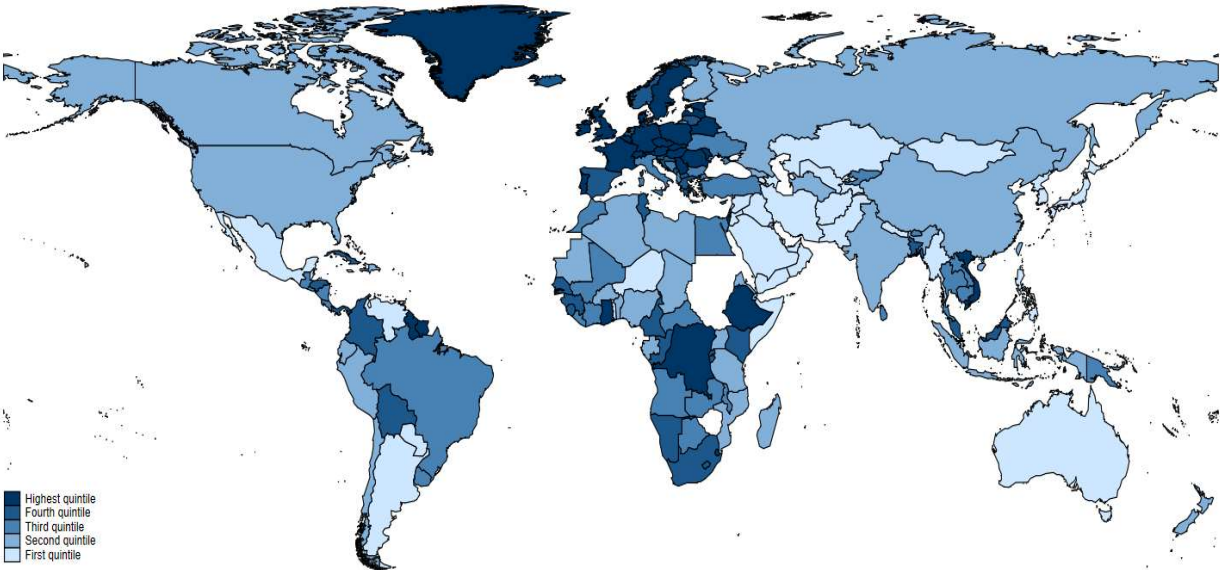 Highest quintile
Fourth quintile
Third quintile
Second quintile
First quintile